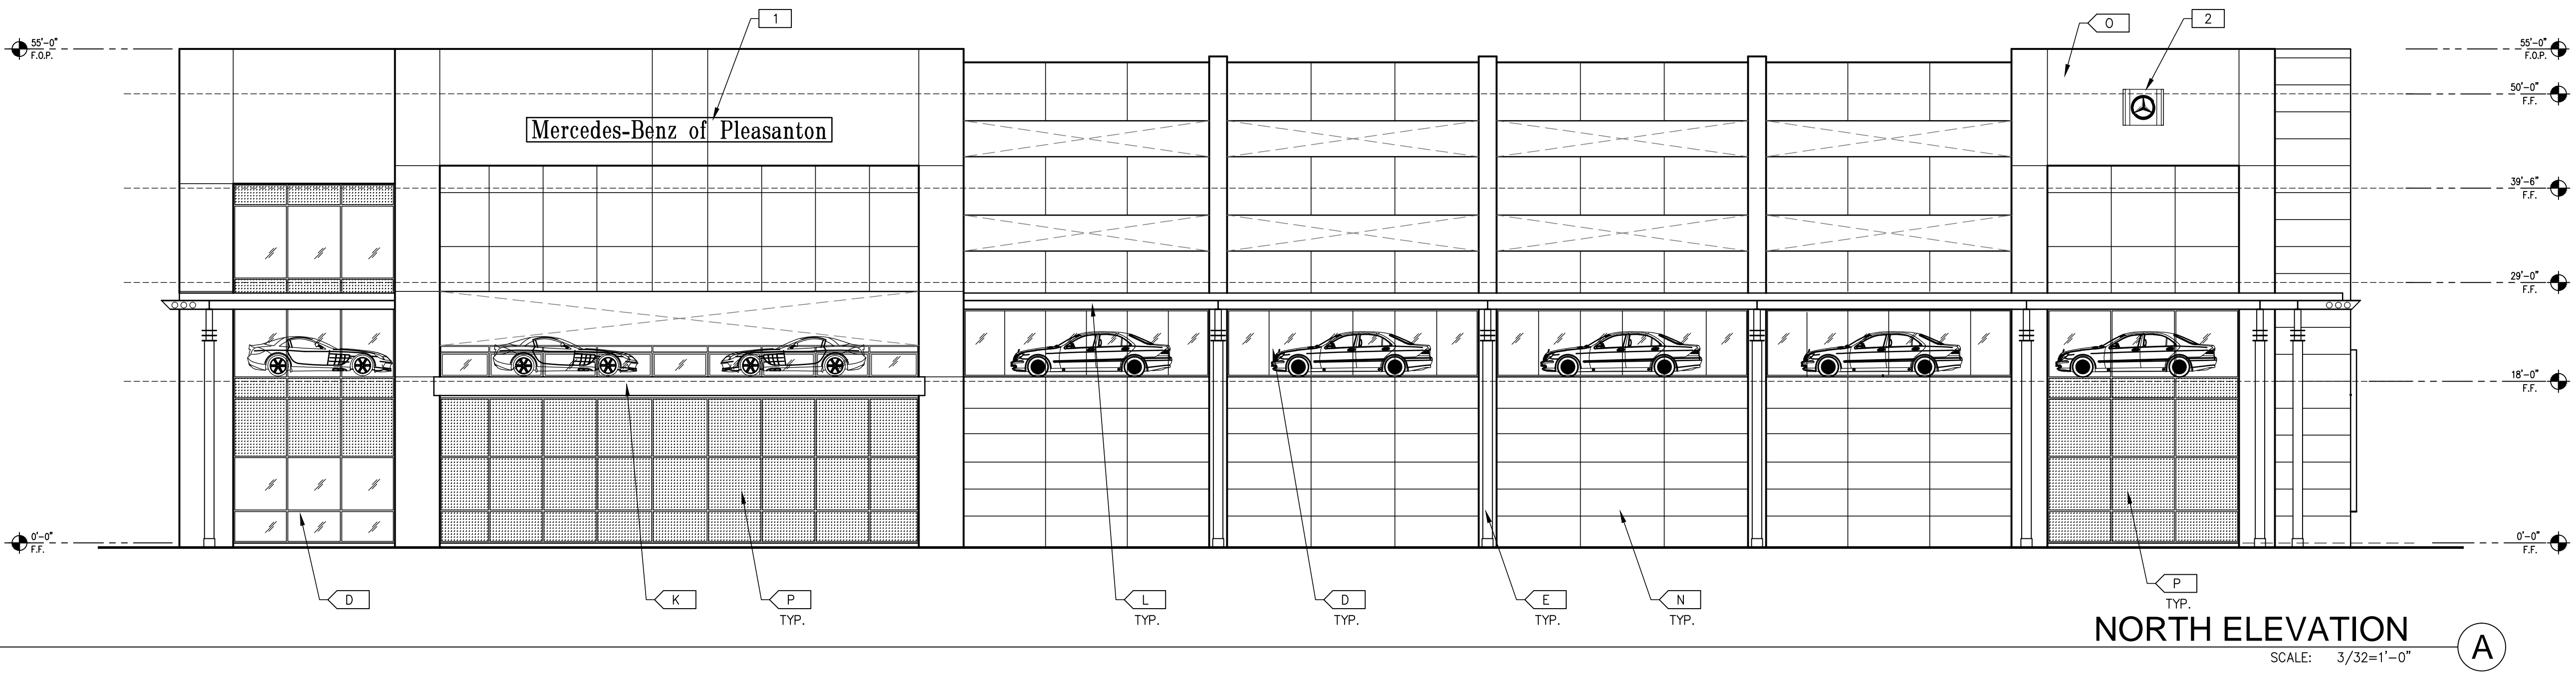 1
O
2
55'-0"
F.O.P.
55'-0"
F.O.P.
50'-0"
F.F.
Mercedes-Benz of Pleasanton
39'-6"
F.F.
29'-0"
F.F.
18'-0"
F.F.
0'-0"
F.F.
0'-0"
F.F.
P
TYP.
D
K
P
TYP.
L
TYP.
D
TYP.
E
TYP.
N
TYP.
NORTH ELEVATION
A
SCALE: 3/32=1'-0"